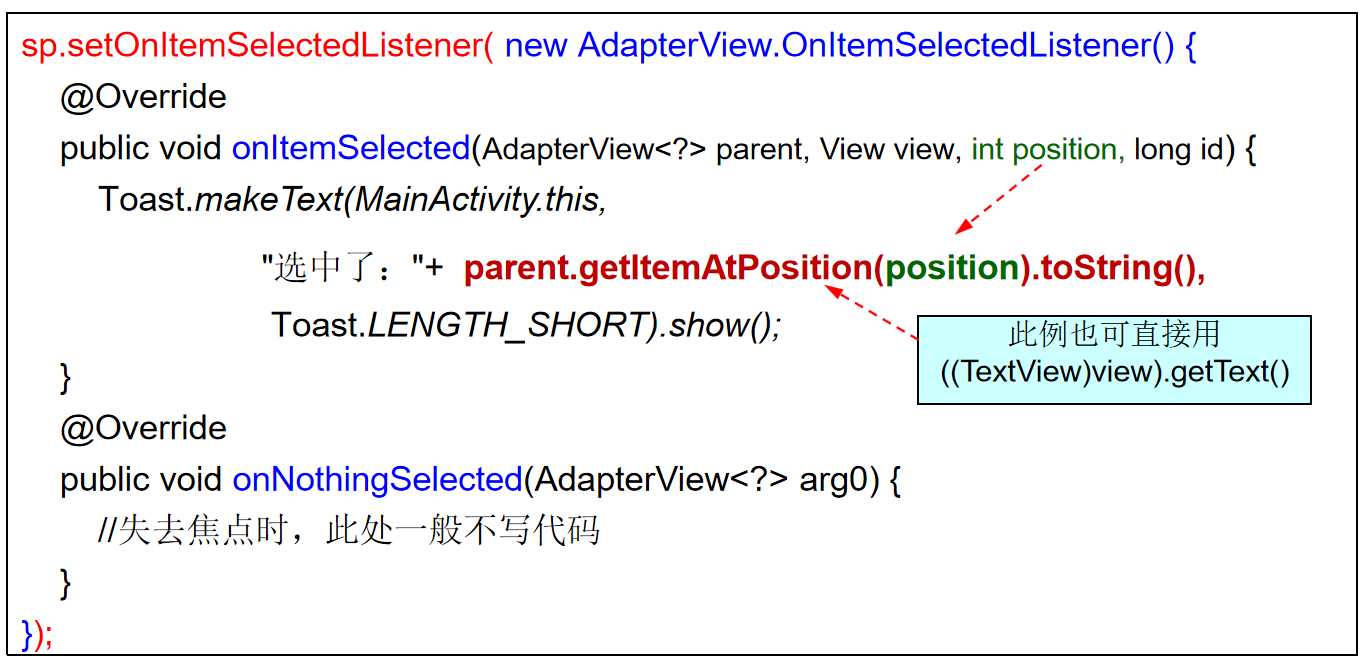 sp.setOnItemSelectedListener( new AdapterView.OnItemSelectedListener() {
@Override
public void onItemSelected(AdapterView<?> parent, View view, int position, long id) {
Toast.makeText(MainActivity.this,
"选中了："+ parent.getItemAtPosition(position).toString(),
Toast.LENGTH_SHORT).show();
此例也可直接用
((TextView)view).getText()
}
@Override
public void onNothingSelected(AdapterView<?> arg0) {
//失去焦点时，此处一般不写代码
}
});